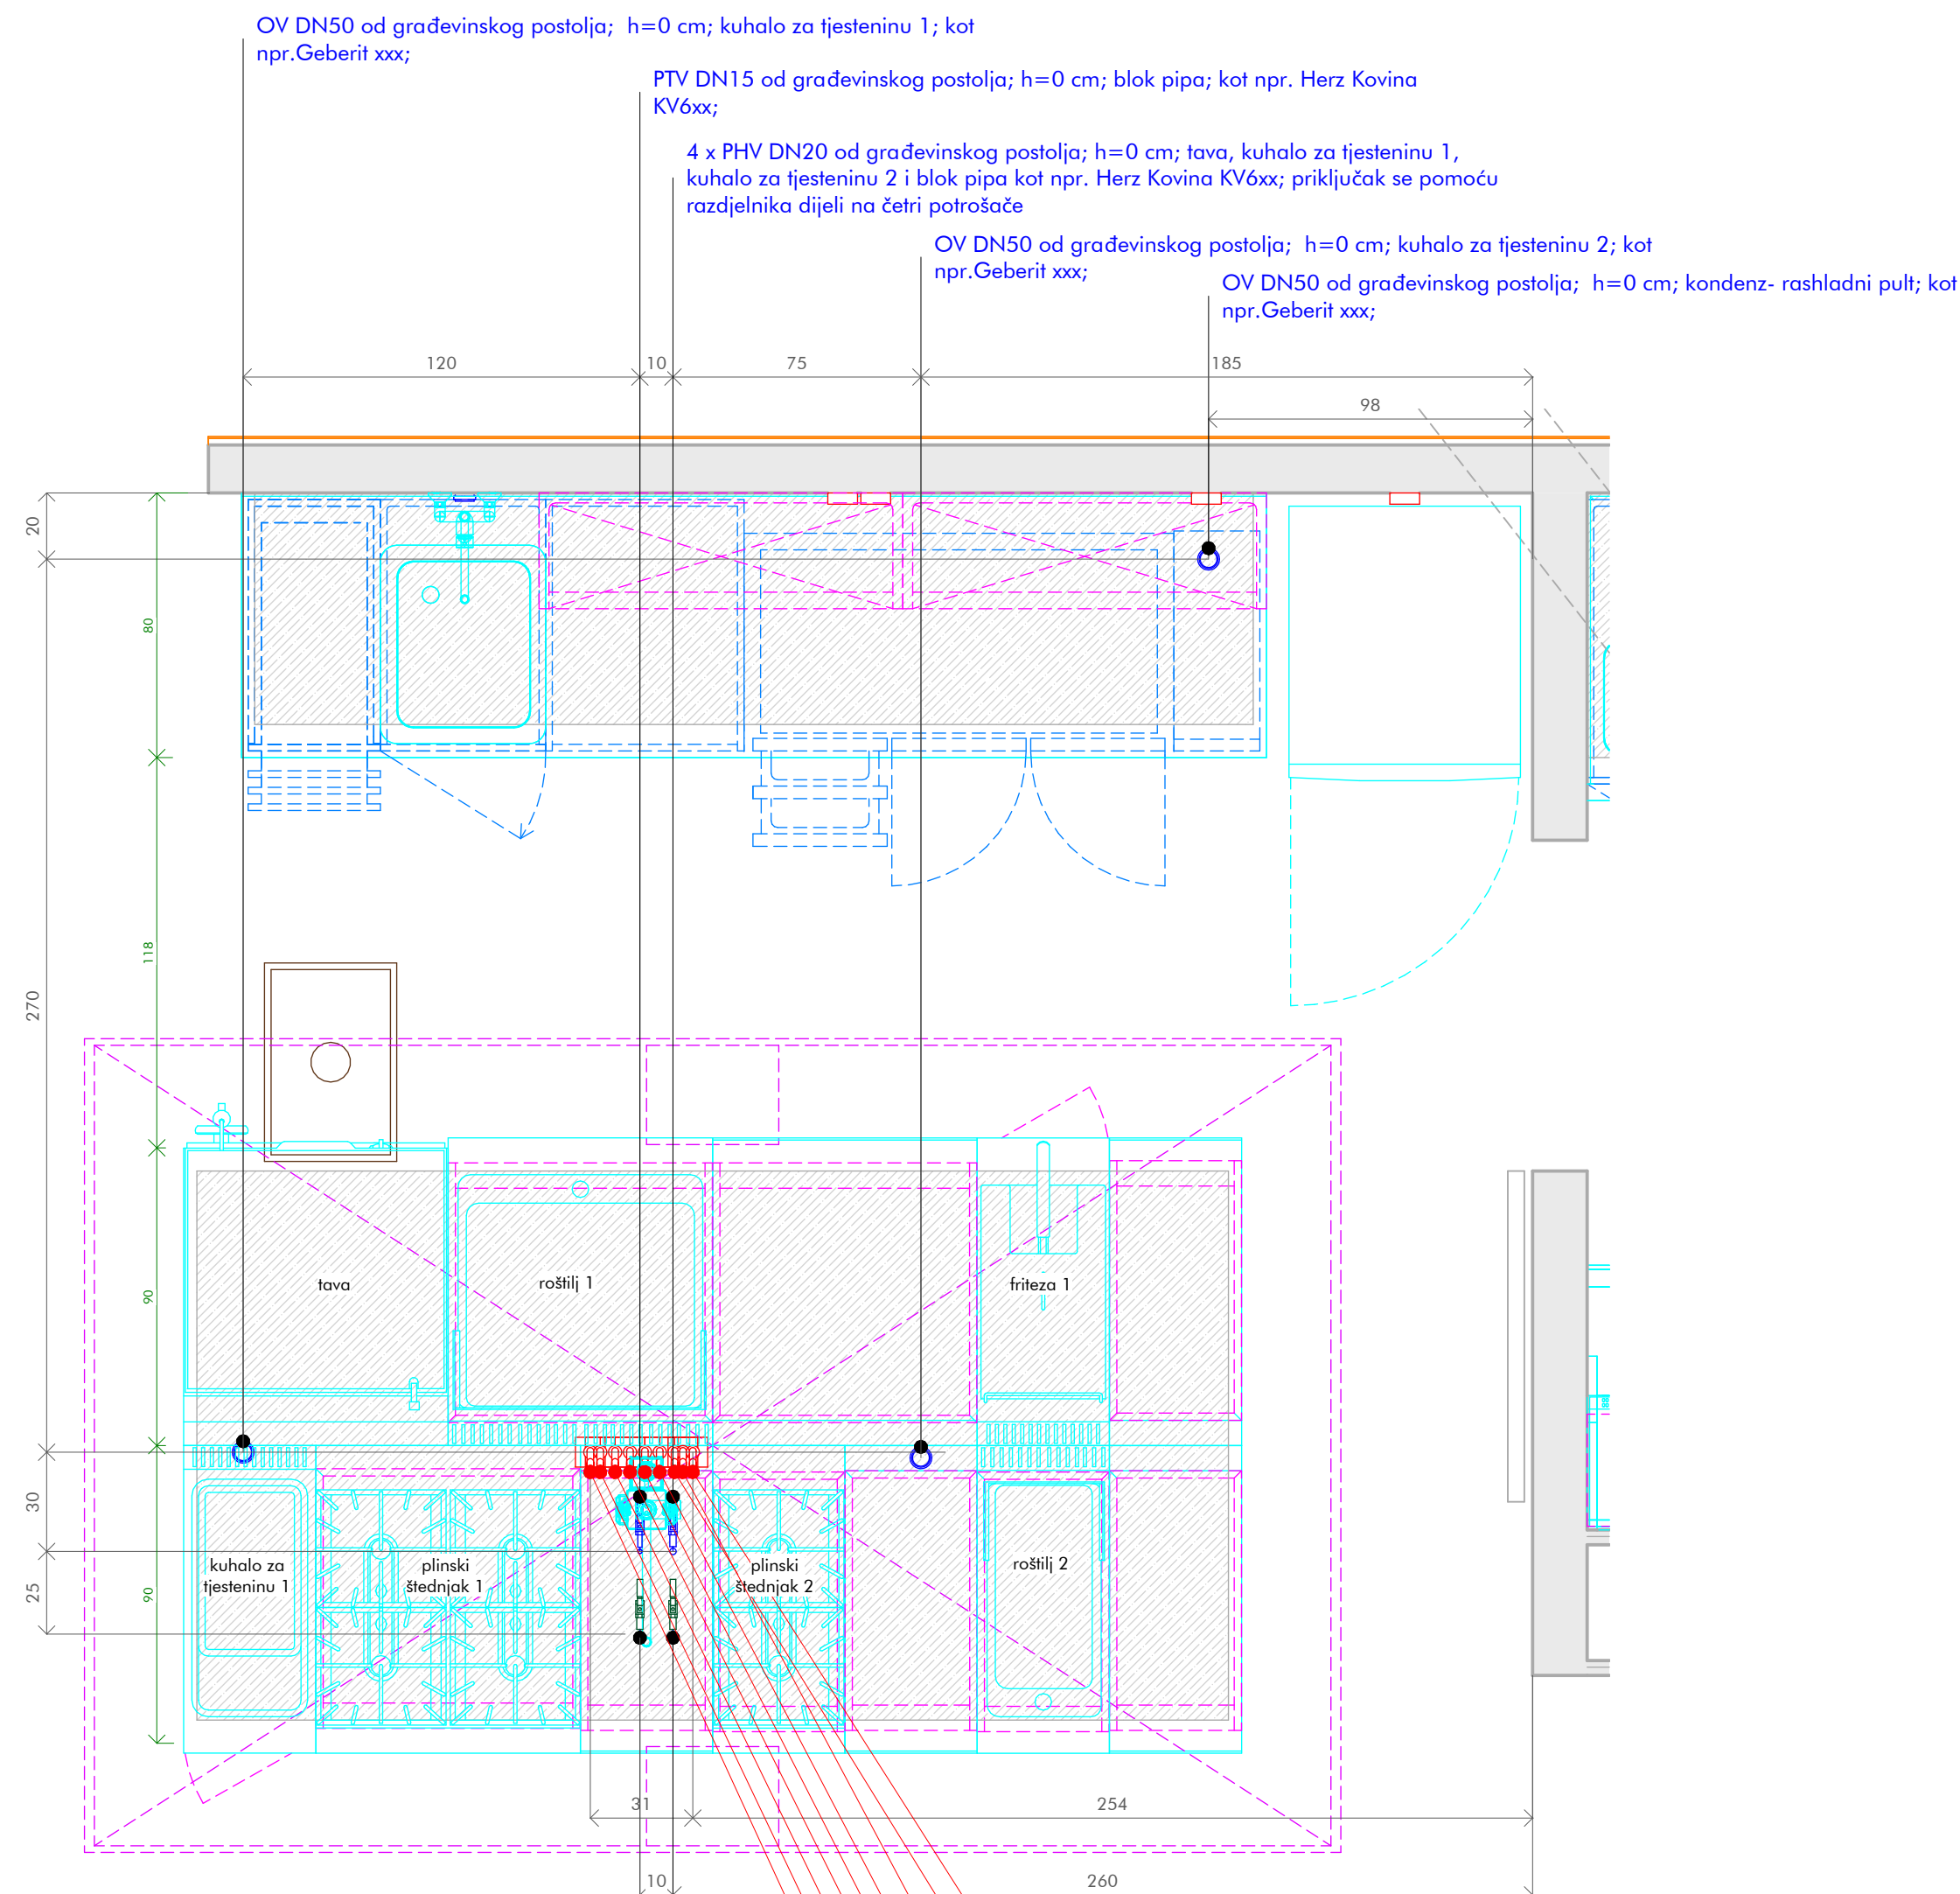 OV DN50 od građevinskog postolja;  h=0 cm; kuhalo za tjesteninu 1; kot
npr.Geberit xxx;
PTV DN15 od građevinskog postolja; h=0 cm; blok pipa; kot npr. Herz Kovina
KV6xx;
4 x PHV DN20 od građevinskog postolja; h=0 cm; tava, kuhalo za tjesteninu 1,
kuhalo za tjesteninu 2 i blok pipa kot npr. Herz Kovina KV6xx; priključak se pomoću
razdjelnika dijeli na četri potrošače
OV DN50 od građevinskog postolja;  h=0 cm; kuhalo za tjesteninu 2; kot
npr.Geberit xxx;
OV DN50 od građevinskog postolja;  h=0 cm; kondenz- rashladni pult; kot
npr.Geberit xxx;
120
10
75
185
98
20
80
118
270
tava
roštilj 1
friteza 1
90
30
kuhalo za
tjesteninu 1
plinski
štednjak 1
plinski
štednjak 2
roštilj 2
25
90
31
254
10
260